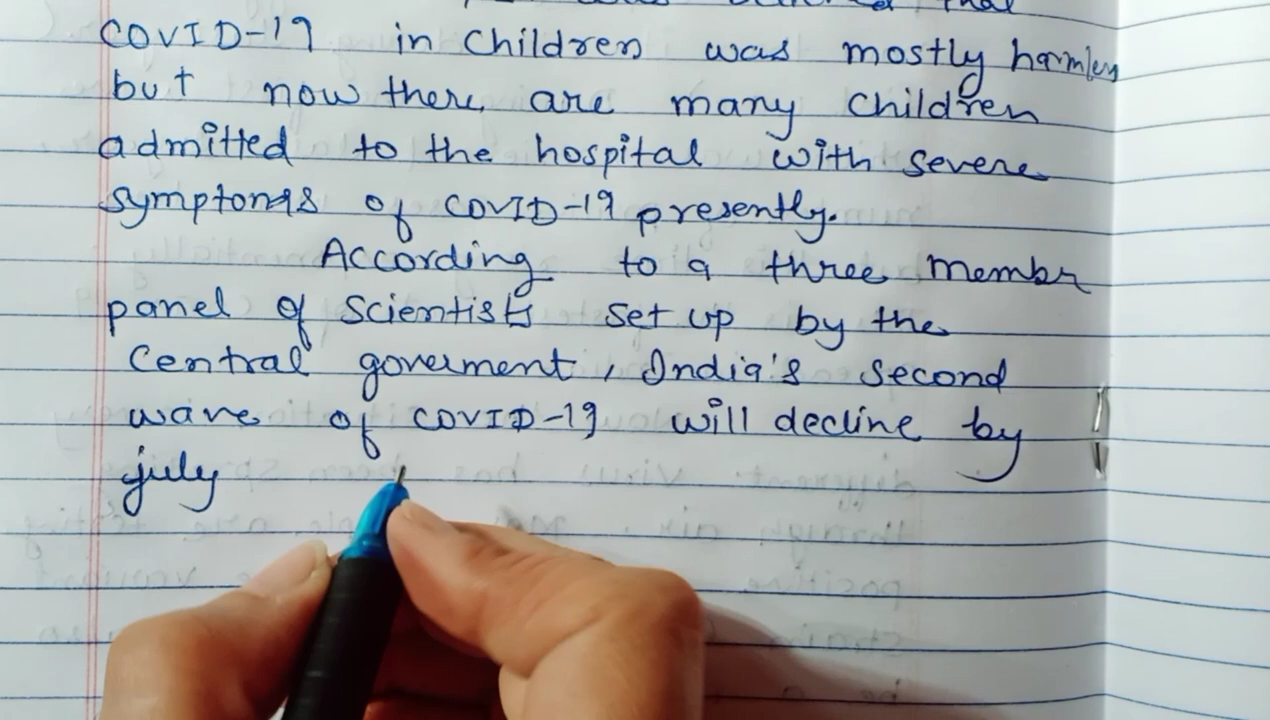 that
COVID-19 in children was mostly harmles
but now there are many children
admitted to the hospital with severe
symptoms of COVID-19 presently.
According to a three member
panel of Scientists set up by the
Central goverment, India's second
wave of COVID-19 will decline by
july